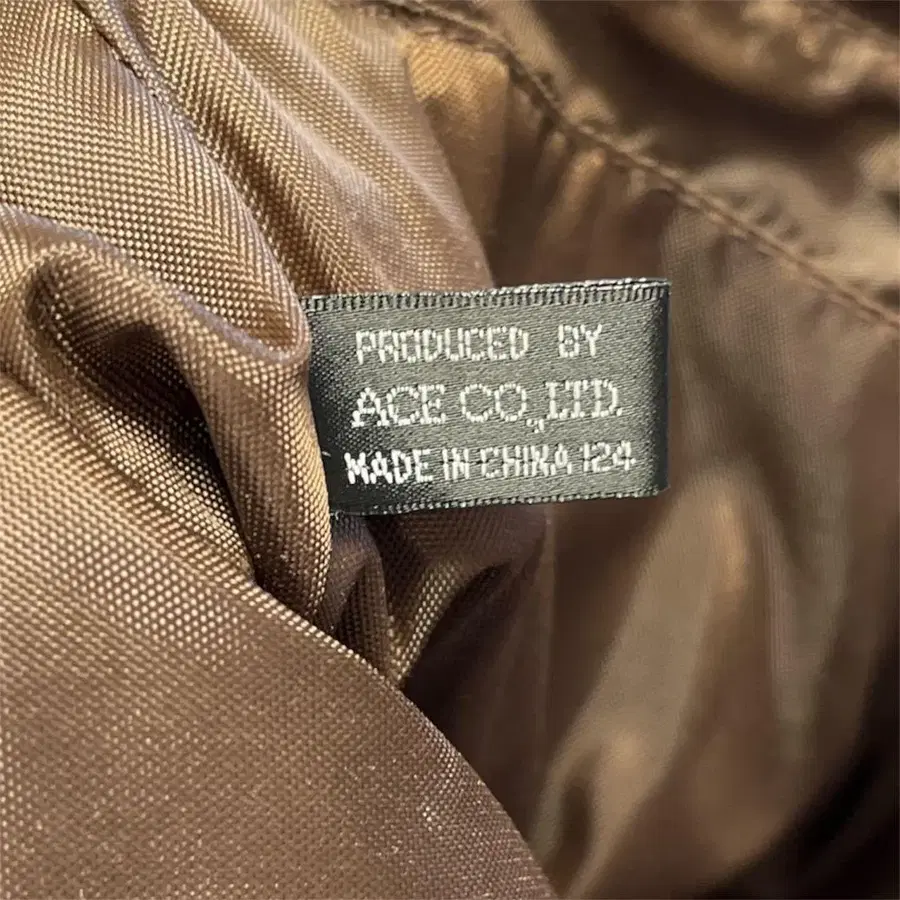 PRODUCED BY
ACE CO.,LTD.
MADE IN CHINA 124